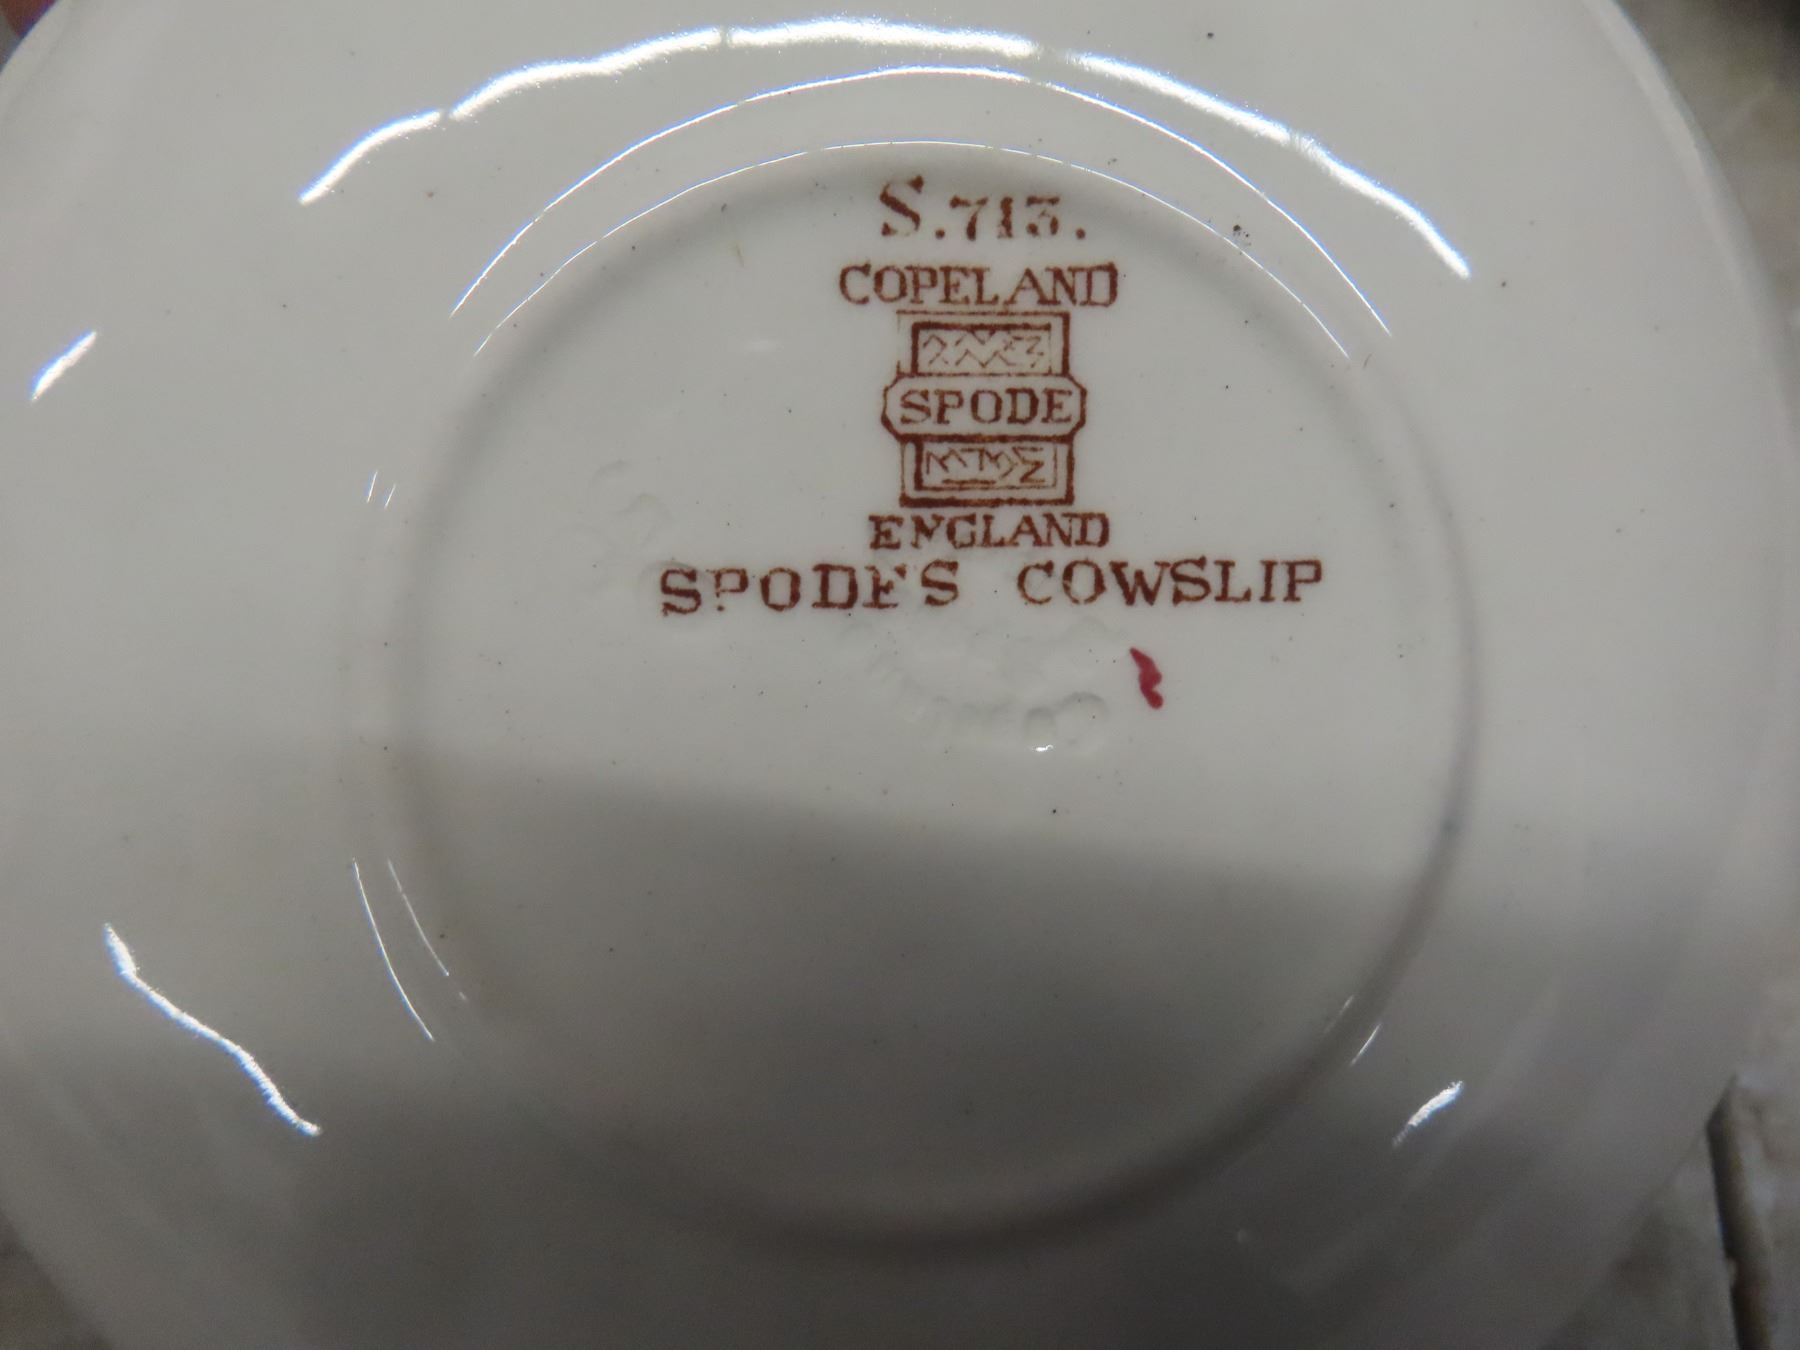 S.713.
COPELAND
SPODE
ENGLAND
SPODE'S COWSLIP